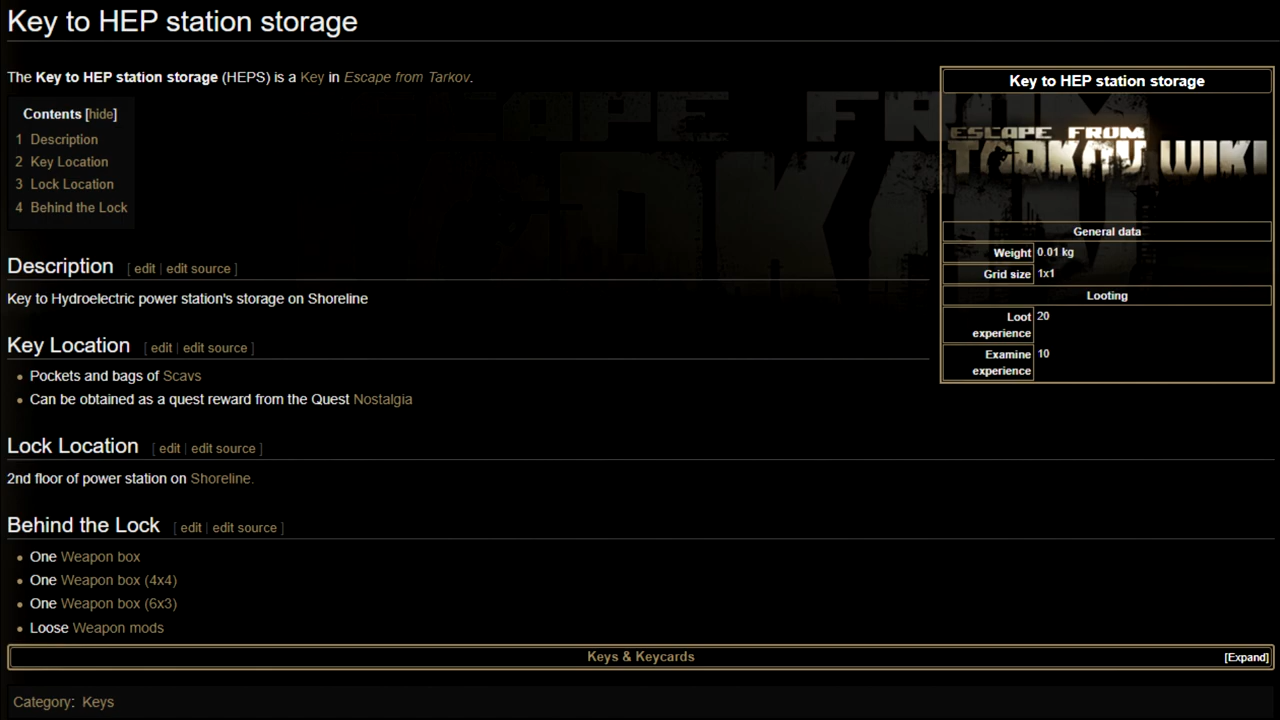 Key to HEP station storage
The Key to HEP station storage (HEPS) is a Key in Escape from Tarkov.
Contents [hide]
1 Description
2 Key Location
3 Lock Location
4 Behind the Lock
Description [ edit | edit source ]
Key to Hydroelectric power station's storage on Shoreline
Key Location [ edit | edit source ]
• Pockets and bags of Scavs
• Can be obtained as a quest reward from the Quest Nostalgia
Lock Location [ edit | edit source ]
2nd floor of power station on Shoreline.
Behind the Lock [ edit | edit source ]
• One Weapon box
• One Weapon box (4x4)
• One Weapon box (6x3)
• Loose Weapon mods
Key to HEP station storage
ESCAPE FROM
TARKOV WIKI
General data
Weight 0.01 kg
Grid size 1x1
Looting
Loot 20
experience
Examine 10
experience
Keys & Keycards [Expand]
Category: Keys
ESCAPE FROM
TARKOV